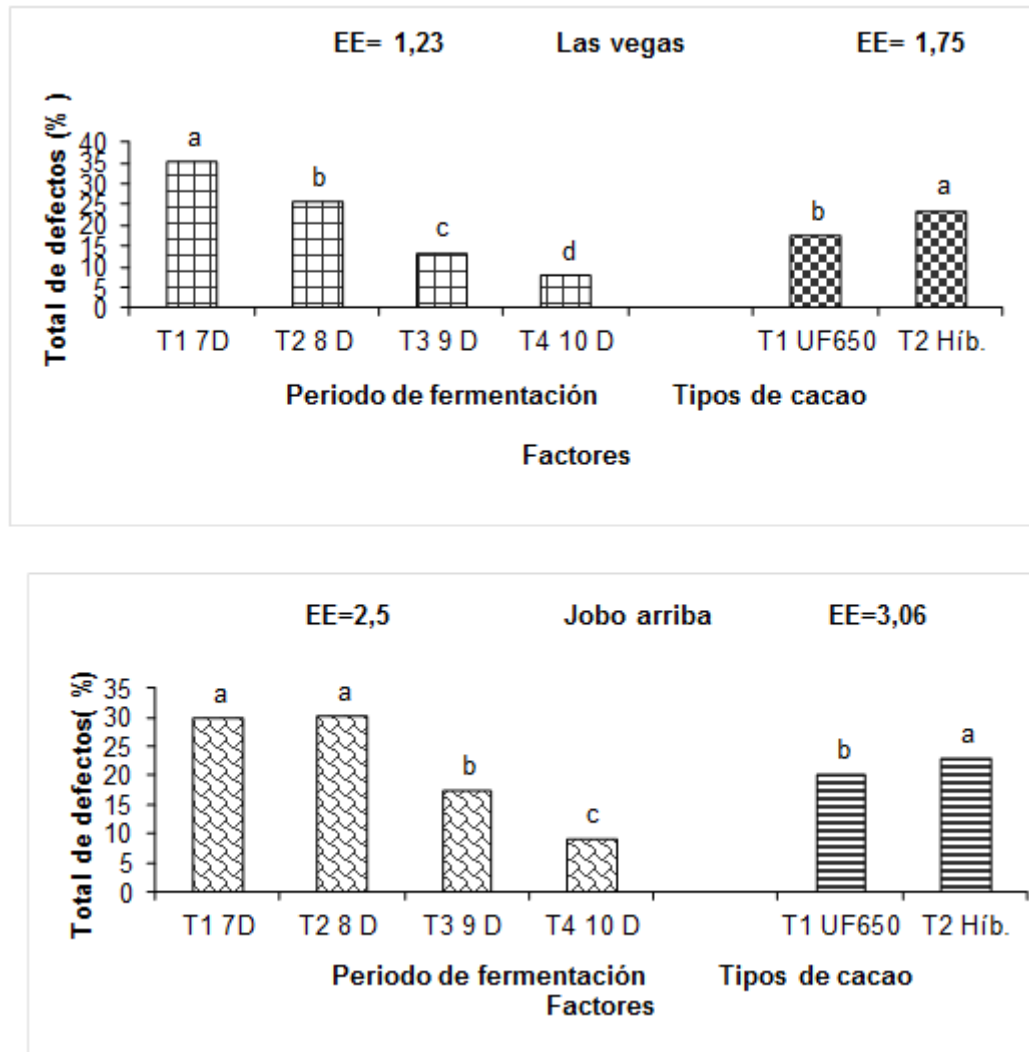 EE= 1,23 Las vegas EE= 1,75
Total de defectos (% )
40
35
30
25
20
15
10
5
0
a
b
c
d
b
a
T1 7D T2 8 D T3 9 D T4 10 D T1 UF650 T2 Híb.
Periodo de fermentación Tipos de cacao
Factores
EE=2,5 Jobo arriba EE=3,06
Total de defectos( %)
35
30
25
20
15
10
5
0
a
a
b
c
b
a
T1 7D T2 8 D T3 9 D T4 10 D T1 UF650 T2 Híb.
Periodo de fermentación Tipos de cacao
Factores